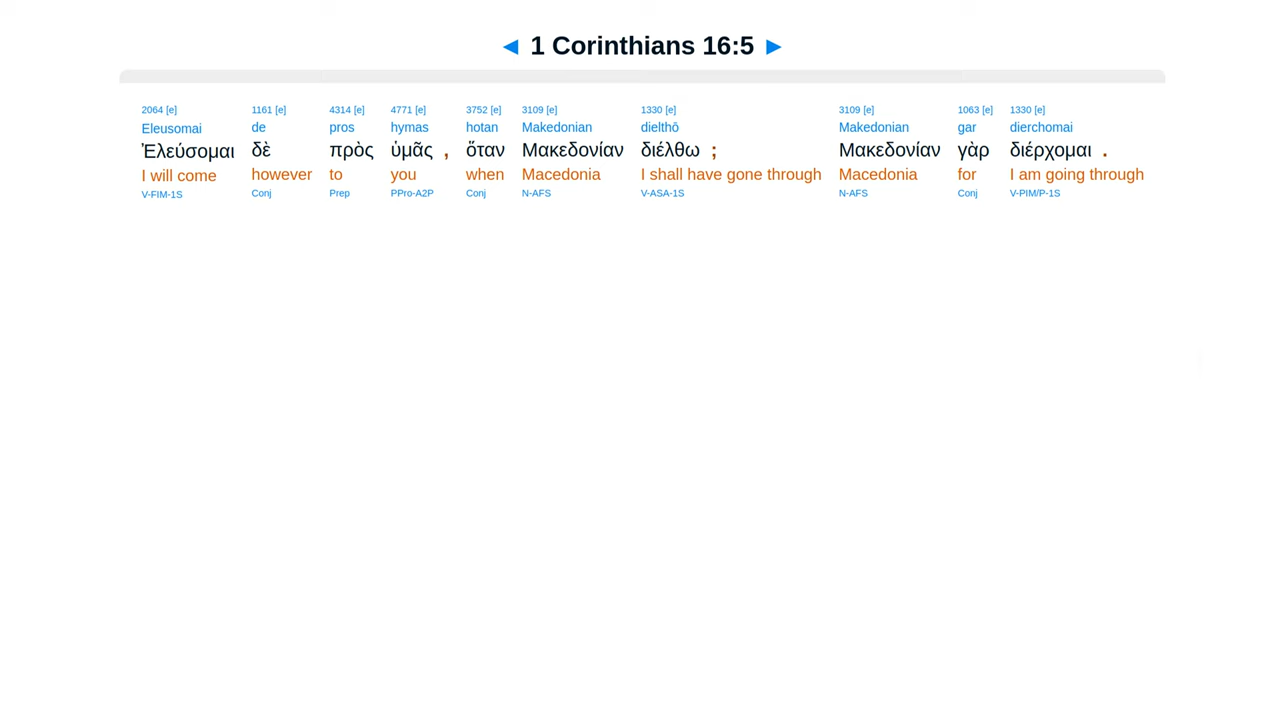 ◄ 1 Corinthians 16:5 ►
2064 [e] 1161 [e] 4314 [e] 4771 [e] 3752 [e] 3109 [e] 1330 [e] 3109 [e] 1063 [e] 1330 [e]
Eleusomai de pros hymas hotan Makedonian dielthō Makedonian gar dierchomai
Ἐλεύσομαι δὲ πρὸς ὑμᾶς , ὅταν Μακεδονίαν διέλθω ; Μακεδονίαν γὰρ διέρχομαι .
I will come however to you when Macedonia I shall have gone through Macedonia for I am going through
V-FIM-1S Conj Prep PPro-A2P Conj N-AFS V-ASA-1S N-AFS Conj V-PIM/P-1S